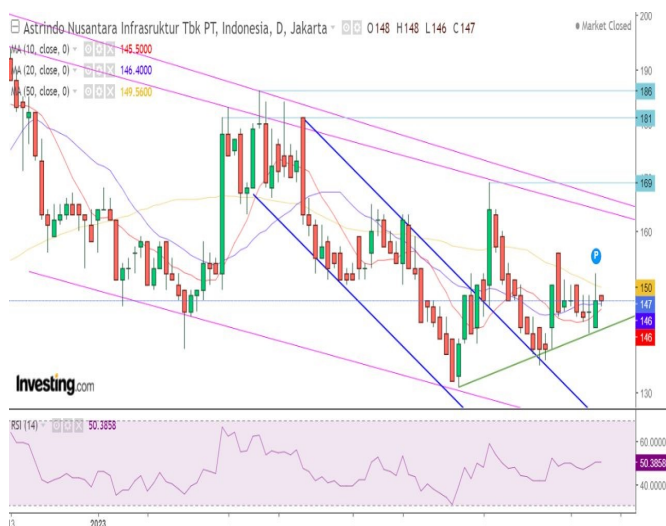 200
Astrindo Nusantara Infrasruktur Tbk PT, Indonesia, D, Jakarta O148 H148 L146 C147 Market Closed
MA (10, close, 0) 145.5000
MA (20, close, 0) 146.4000
MA (50, close, 0) 149.5600
190
186
181
169
160
P
150
147
146
146
130
Investing.com
RSI (14) 50.3858
60.0000
50.3858
40.0000
13 2023